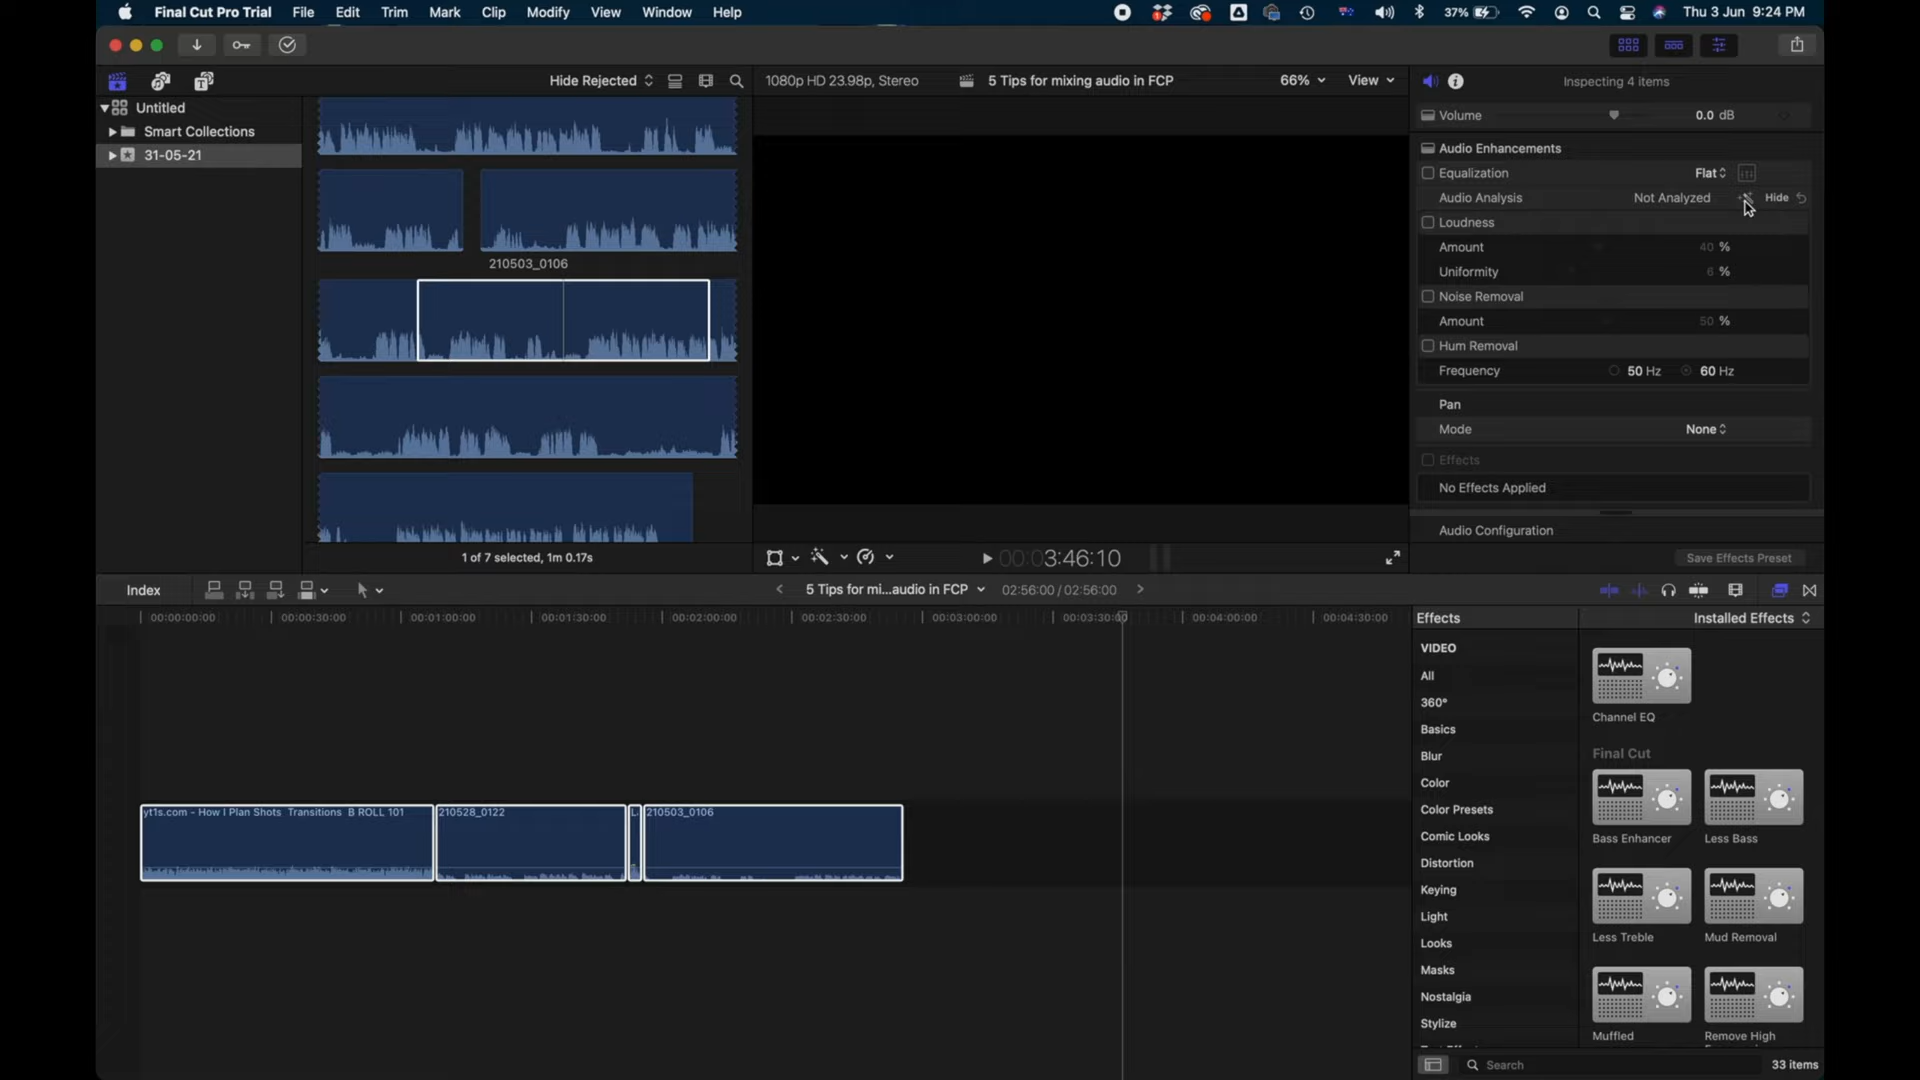 Final Cut Pro Trial File Edit Trim Mark Clip Modify View Window Help 37% Thu 3 Jun 9:24 PM
Hide Rejected
1080p HD 23.98p, Stereo 5 Tips for mixing audio in FCP 66% View
Inspecting 4 items
Untitled
Smart Collections
31-05-21
210503_0106
1 of 7 selected, 1m 0.17s
00:00:03:46:10
Volume 0.0 dB
Audio Enhancements
Equalization Flat
Audio Analysis Not Analyzed Hide
Loudness
Amount 40 %
Uniformity 6 %
Noise Removal
Amount 50 %
Hum Removal
Frequency 50 Hz 60 Hz
Pan
Mode None
Effects
No Effects Applied
Audio Configuration
Save Effects Preset
Index 5 Tips for mi...audio in FCP 02:56:00 / 02:56:00
00:00:00:00 00:00:30:00 00:01:00:00 00:01:30:00 00:02:00:00 00:02:30:00 00:03:00:00 00:03:30:00 00:04:00:00 00:04:30:00
yt1s.com - How I Plan Shots Transitions B ROLL 101 210528_0122 210503_0106
Effects Installed Effects
VIDEO
All
360°
Basics
Blur
Color
Color Presets
Comic Looks
Distortion
Keying
Light
Looks
Masks
Nostalgia
Stylize
Channel EQ
Final Cut
Bass Enhancer Less Bass
Less Treble Mud Removal
Muffled Remove High
Search 33 items